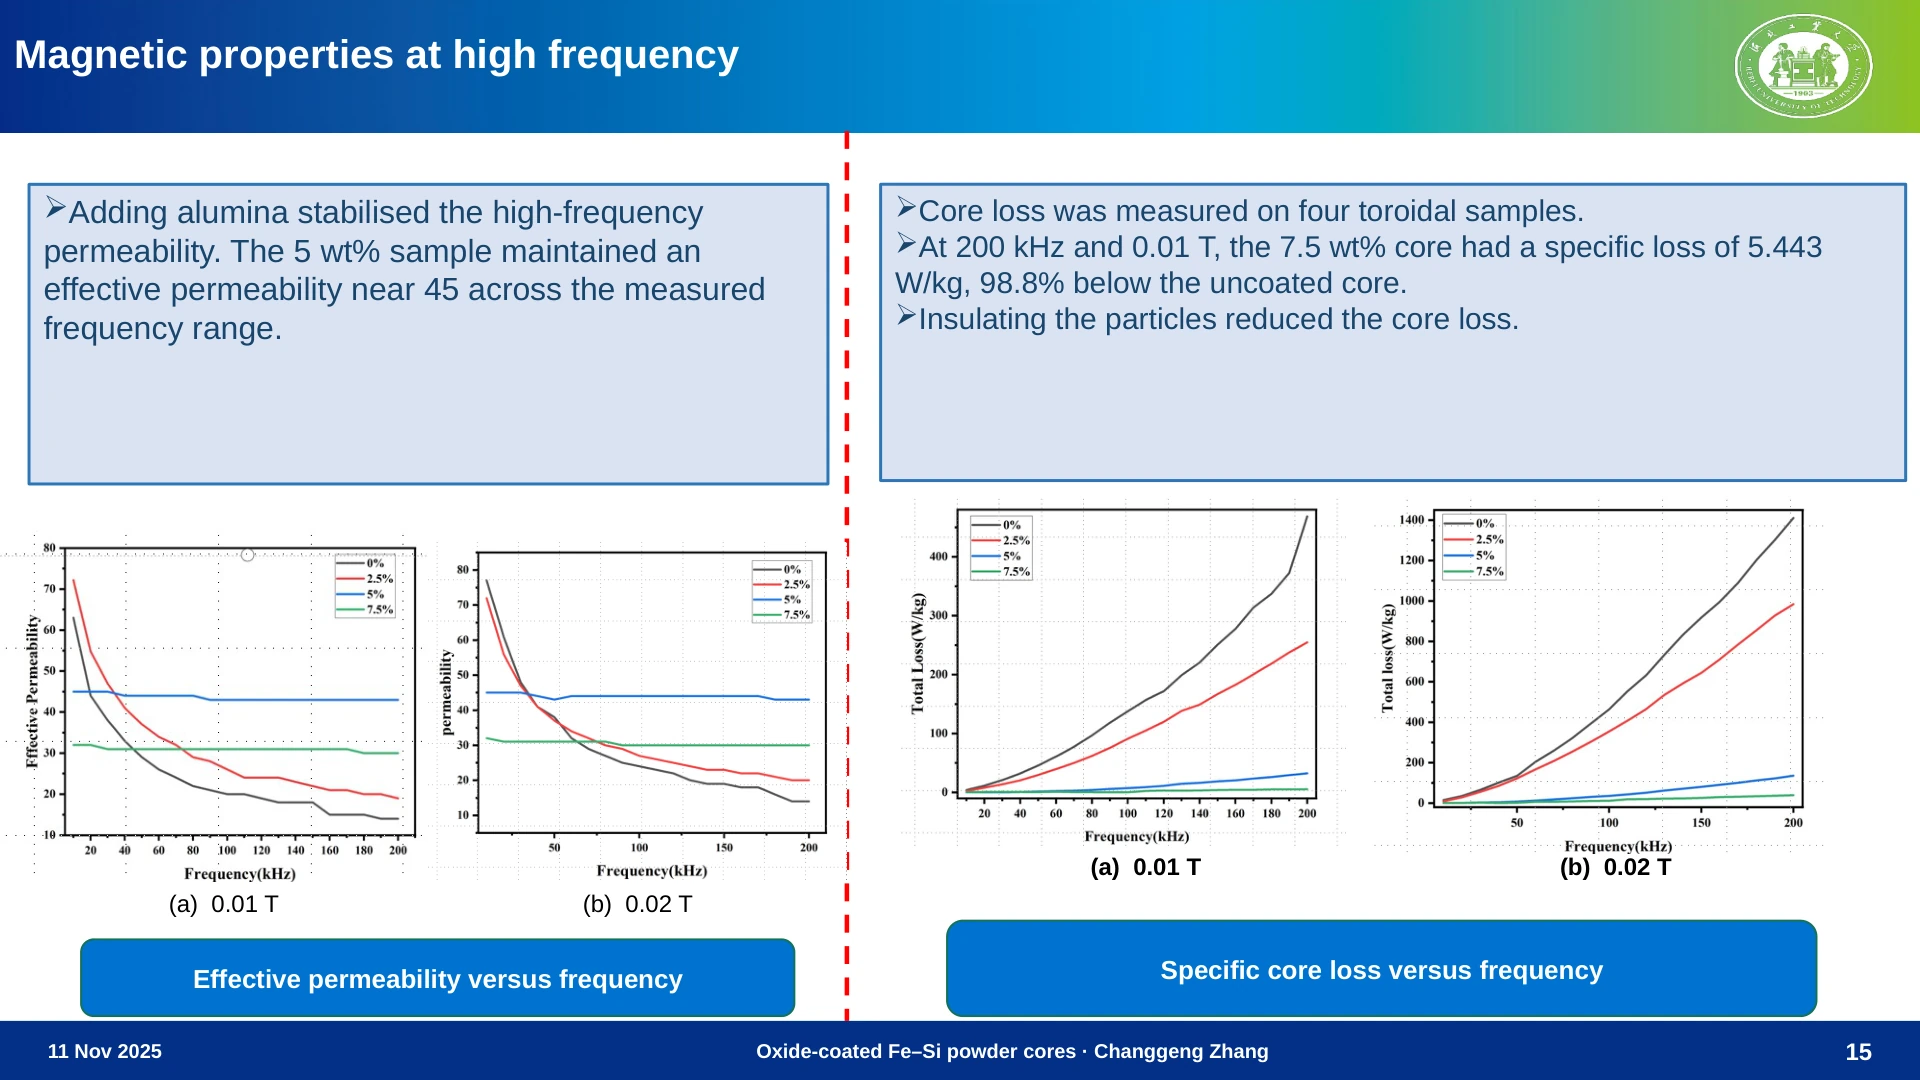 Magnetic properties at high frequency
1903
HEBEI UNIVERSITY OF TECHNOLOGY
➢Adding alumina stabilised the high-frequency
permeability. The 5 wt% sample maintained an
effective permeability near 45 across the measured
frequency range.
➢Core loss was measured on four toroidal samples.
➢At 200 kHz and 0.01 T, the 7.5 wt% core had a specific loss of 5.443
W/kg, 98.8% below the uncoated core.
➢Insulating the particles reduced the core loss.
Effective Permeability
80
70
60
50
40
30
20
10
0%
2.5%
5%
7.5%
20 40 60 80 100 120 140 160 180 200
Frequency(kHz)
(a) 0.01 T
permeability
80
70
60
50
40
30
20
10
0%
2.5%
5%
7.5%
50 100 150 200
Frequency(kHz)
(b) 0.02 T
Total Loss(W/kg)
400
300
200
100
0
0%
2.5%
5%
7.5%
20 40 60 80 100 120 140 160 180 200
Frequency(kHz)
(a) 0.01 T
Total loss(W/kg)
1400
1200
1000
800
600
400
200
0
0%
2.5%
5%
7.5%
50 100 150 200
Frequency(kHz)
(b) 0.02 T
Effective permeability versus frequency
Specific core loss versus frequency
11 Nov 2025
Oxide-coated Fe–Si powder cores · Changgeng Zhang
15